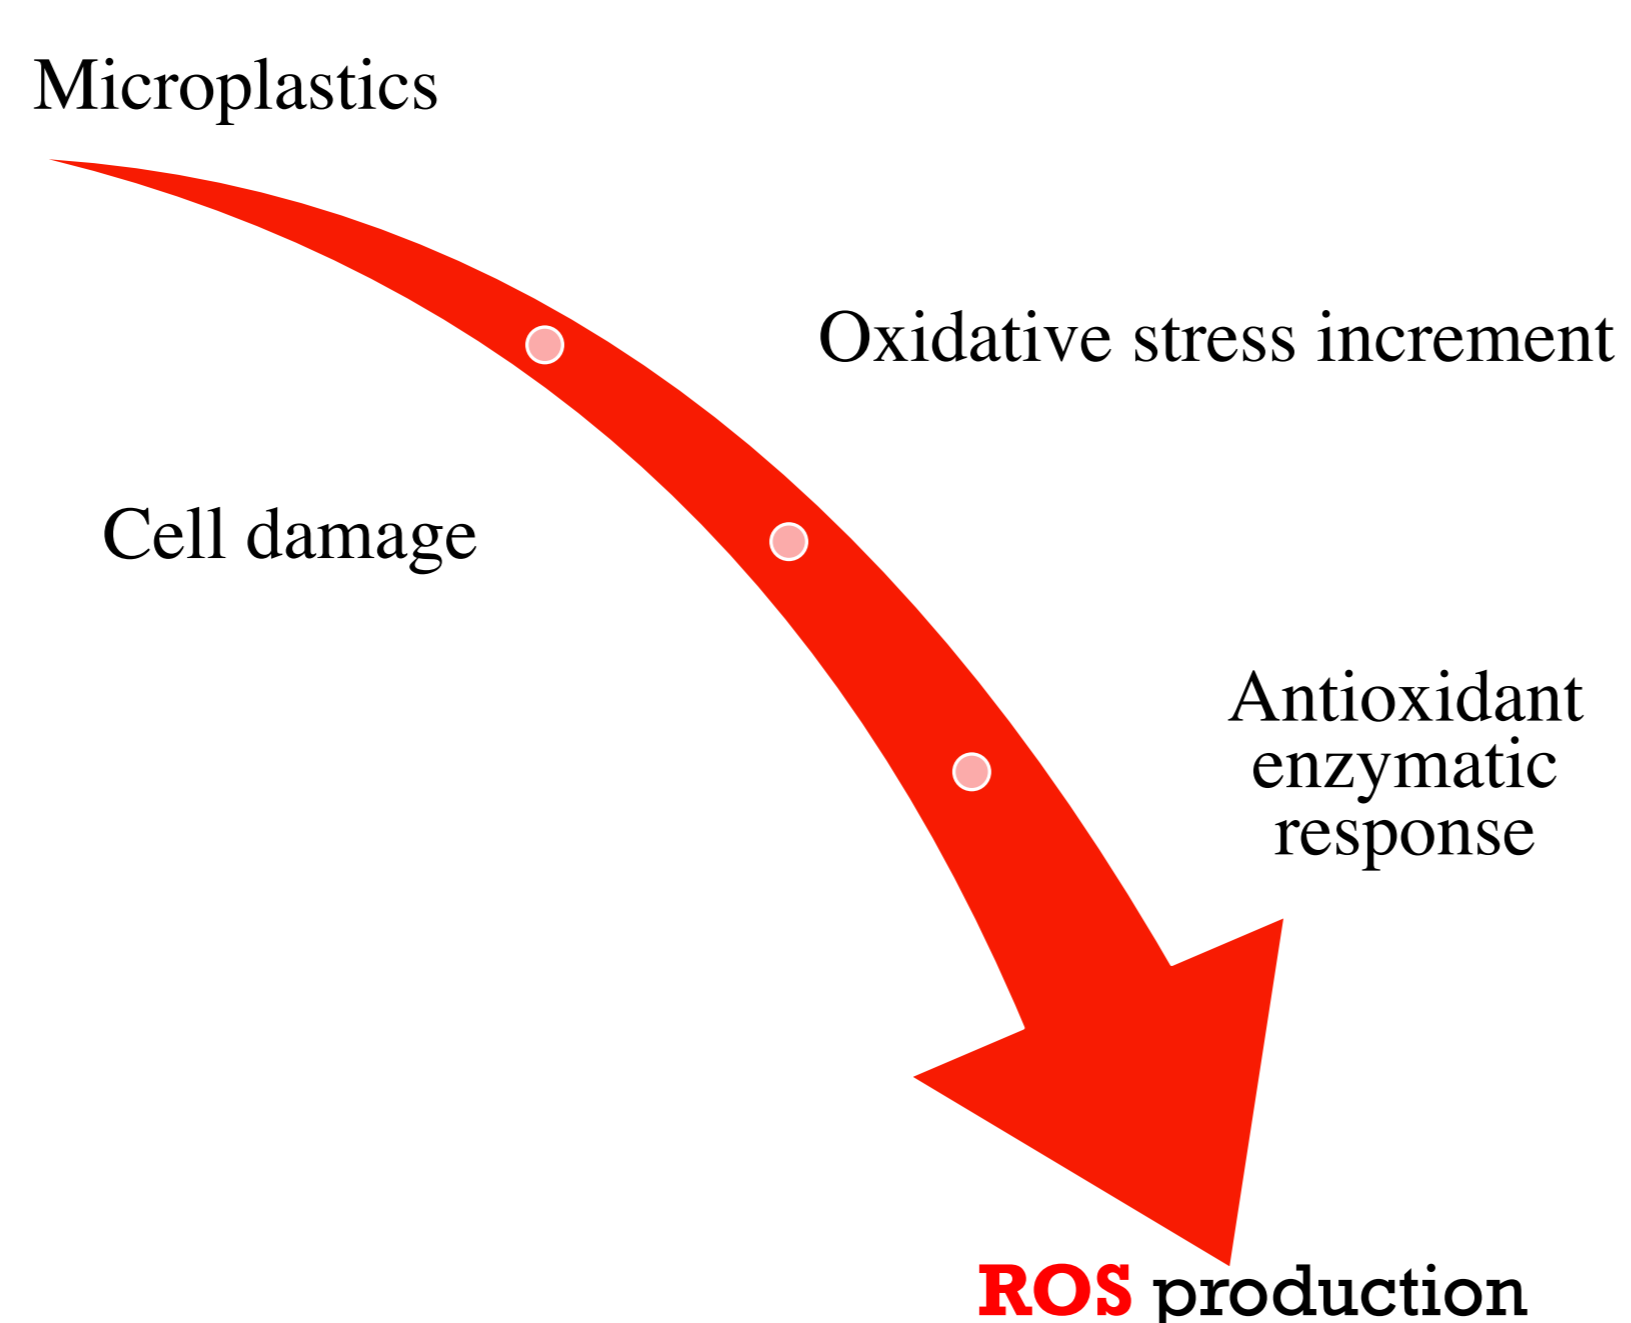 Microplastics
Oxidative stress increment
Cell damage
Antioxidant
enzymatic
response
ROS production